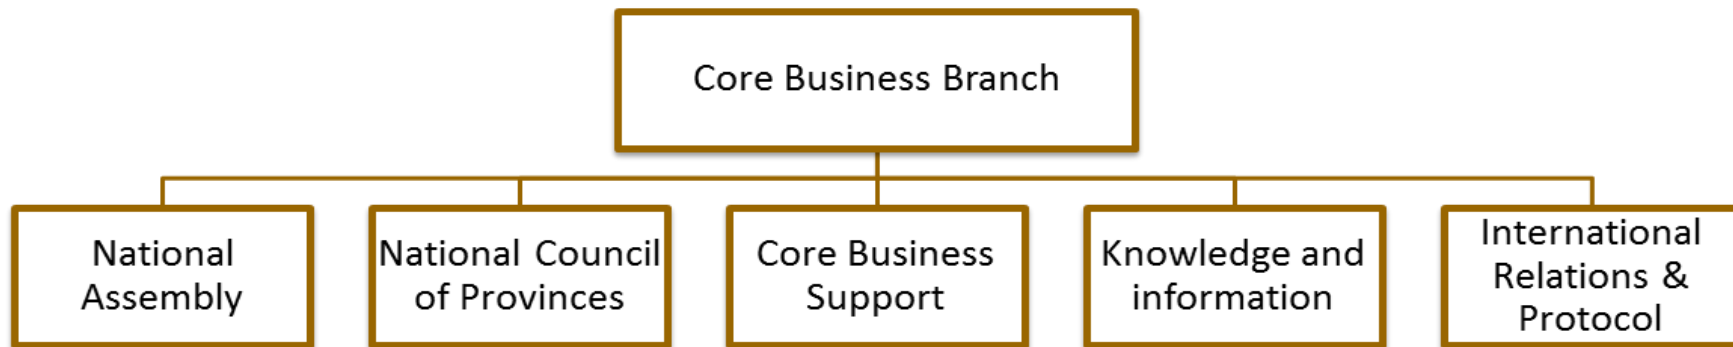 Core Business Branch
National
Assembly
National Council
of Provinces
Core Business
Support
Knowledge and
information
International
Relations &
Protocol